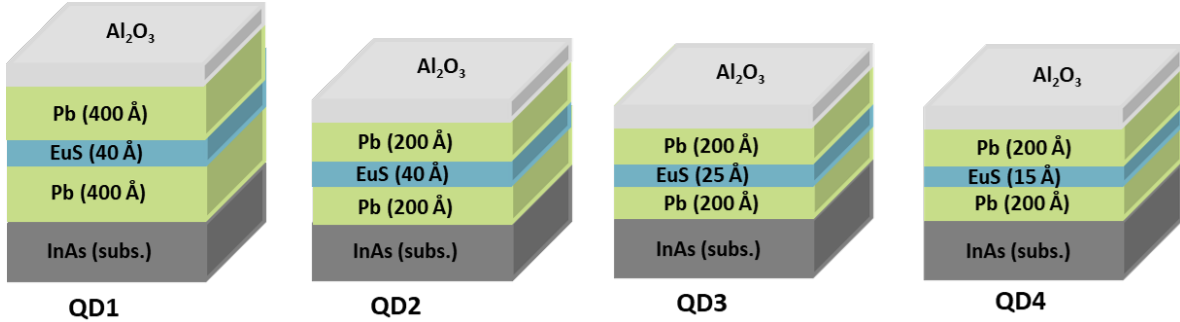 Al₂O₃
Pb (400 Å)
EuS (40 Å)
Pb (400 Å)
InAs (subs.)
QD1
Al₂O₃
Pb (200 Å)
EuS (40 Å)
Pb (200 Å)
InAs (subs.)
QD2
Al₂O₃
Pb (200 Å)
EuS (25 Å)
Pb (200 Å)
InAs (subs.)
QD3
Al₂O₃
Pb (200 Å)
EuS (15 Å)
Pb (200 Å)
InAs (subs.)
QD4